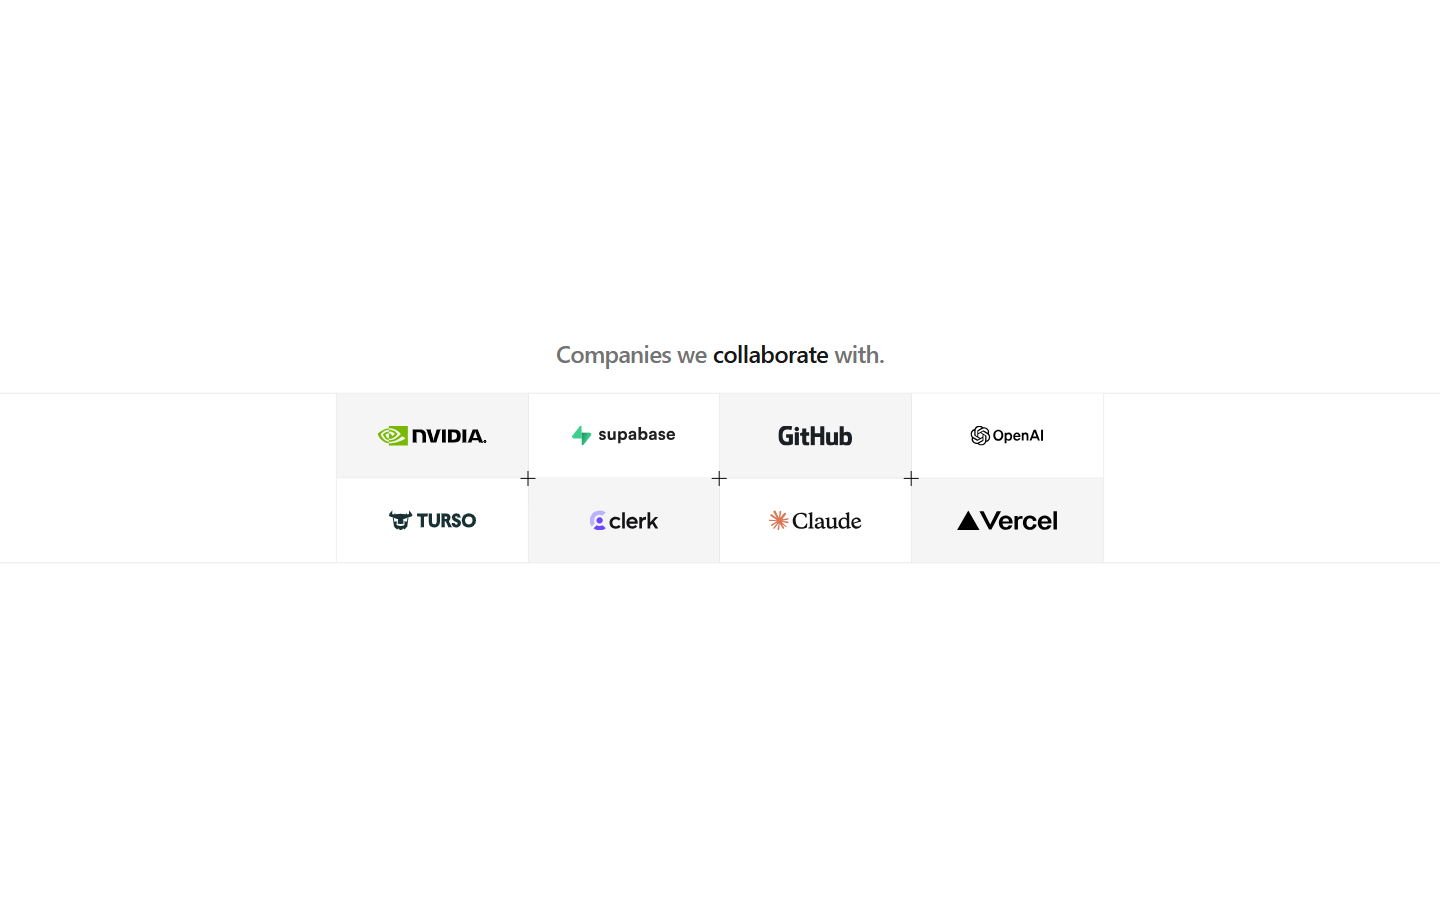 Companies we collaborate with.
NVIDIA.
supabase
GitHub
OpenAI
TURSO
clerk
Claude
Vercel